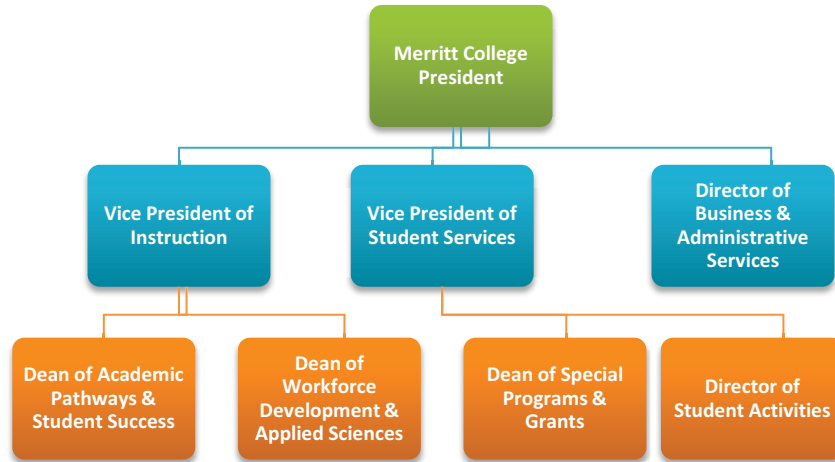 Merritt College
President
Vice President of
Instruction
Vice President of
Student Services
Director of
Business &
Administrative
Services
Dean of Academic
Pathways &
Student Success
Dean of
Workforce
Development &
Applied Sciences
Dean of Special
Programs &
Grants
Director of
Student Activities